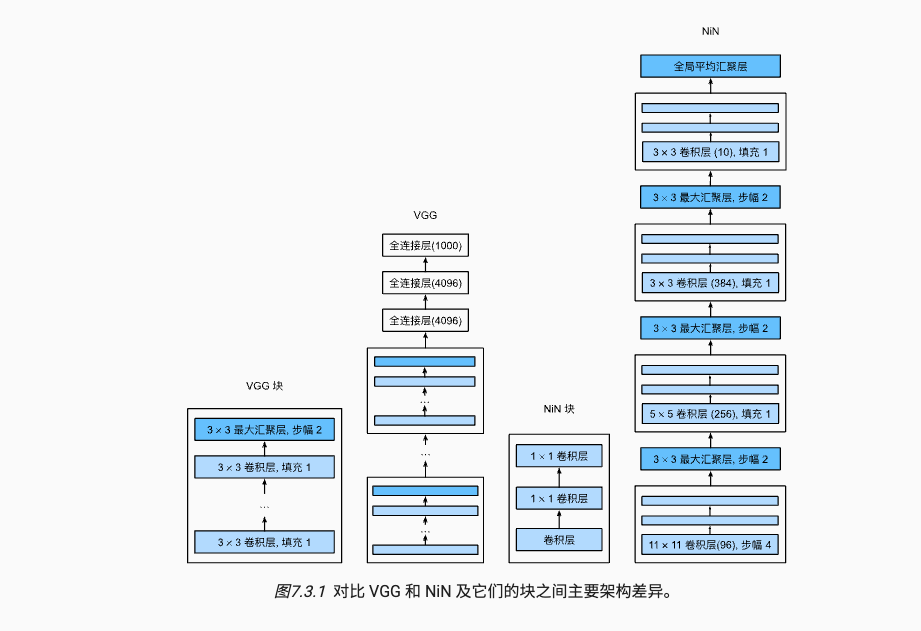 VGG 块
3 × 3 最大汇聚层, 步幅 2
3 × 3 卷积层, 填充 1
...
3 × 3 卷积层, 填充 1
VGG
全连接层(1000)
全连接层(4096)
全连接层(4096)
...
...
...
NiN 块
1 × 1 卷积层
1 × 1 卷积层
卷积层
NiN
全局平均汇聚层
3 × 3 卷积层 (10), 填充 1
3 × 3 最大汇聚层, 步幅 2
3 × 3 卷积层 (384), 填充 1
3 × 3 最大汇聚层, 步幅 2
5 × 5 卷积层 (256), 填充 1
3 × 3 最大汇聚层, 步幅 2
11 × 11 卷积层(96), 步幅 4
图7.3.1 对比 VGG 和 NiN 及它们的块之间主要架构差异。